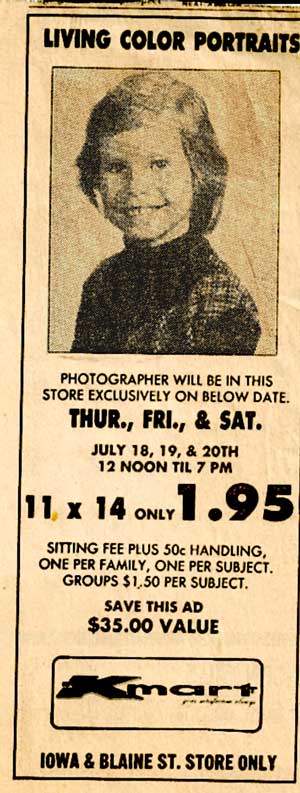 LIVING COLOR PORTRAITS
PHOTOGRAPHER WILL BE IN THIS
STORE EXCLUSIVELY ON BELOW DATE.
THUR., FRI., & SAT.
JULY 18, 19, & 20TH
12 NOON TIL 7 PM
11 x 14 ONLY 1.95
SITTING FEE PLUS 50c HANDLING,
ONE PER FAMILY, ONE PER SUBJECT.
GROUPS $1.50 PER SUBJECT.
SAVE THIS AD
$35.00 VALUE
Kmart
IOWA & BLAINE ST. STORE ONLY